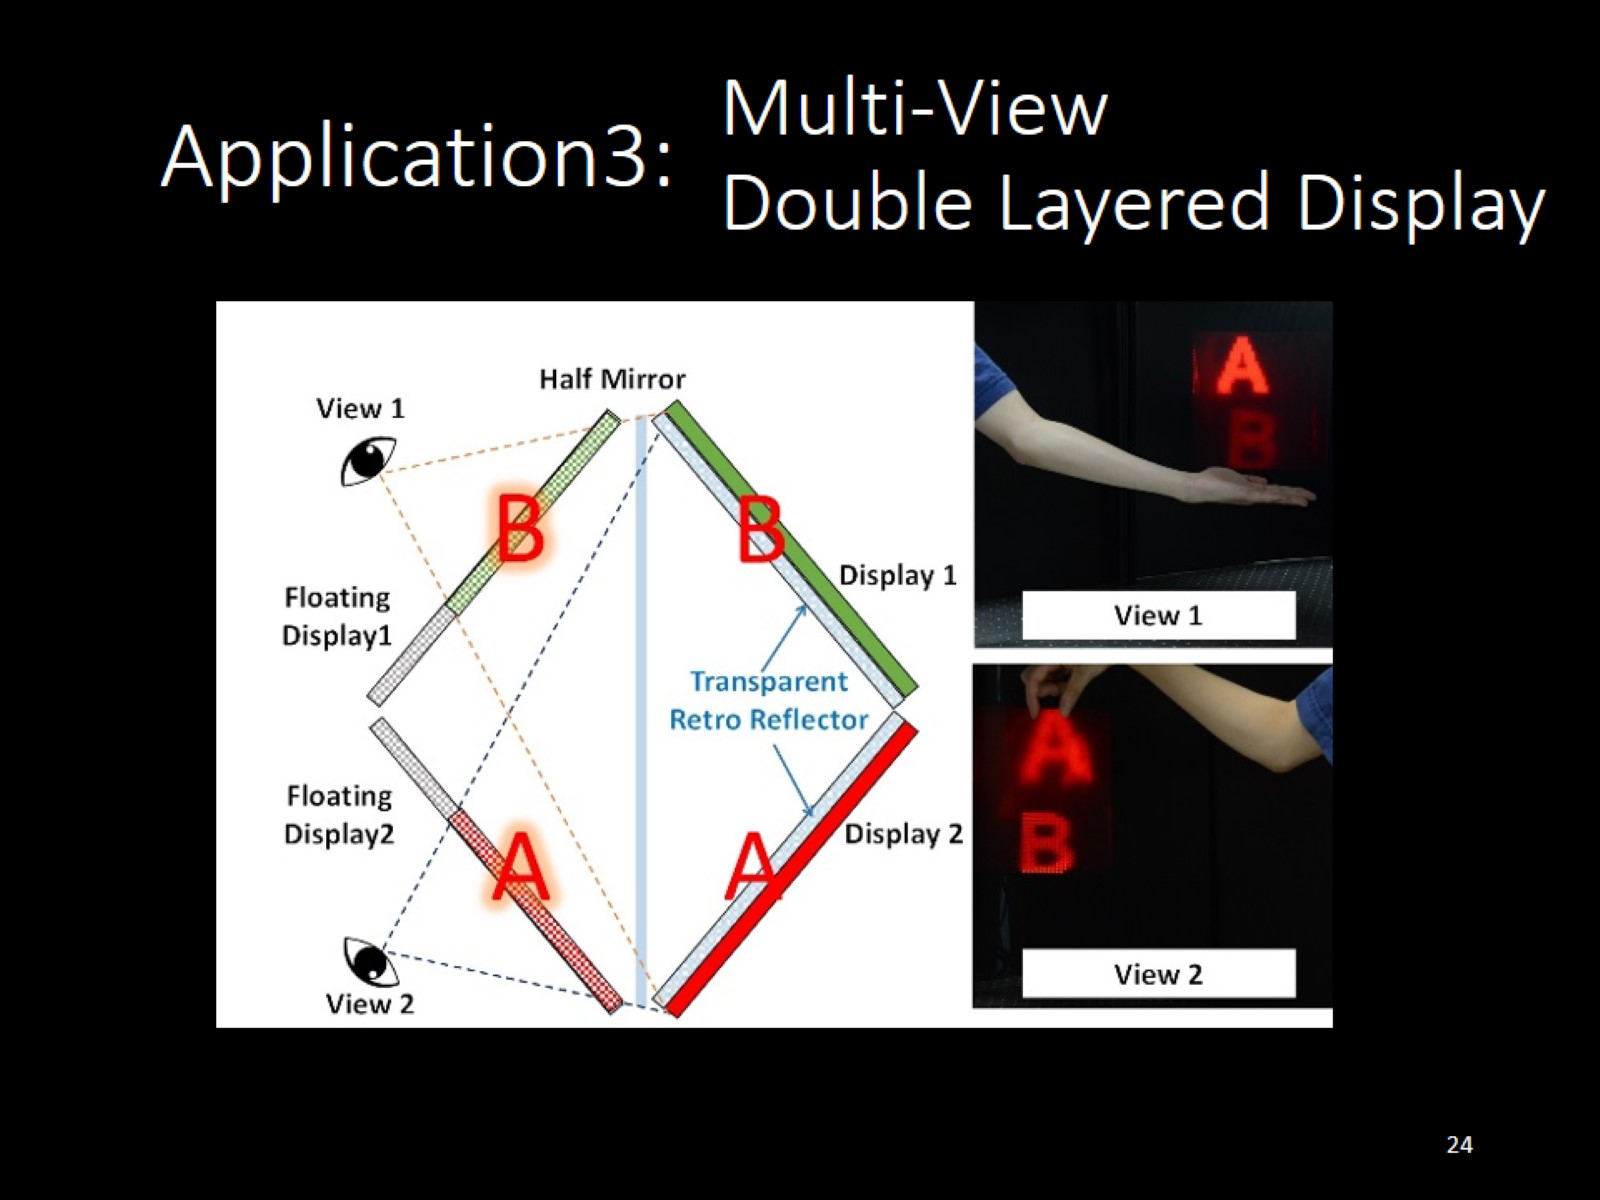 Application3:
Multi-View
Double Layered Display
Half Mirror
View 1
B
B
Floating
Display1
Display 1
Transparent
Retro Reflector
Floating
Display2
A
A
Display 2
View 2
A
B
View 1
A
B
View 2
24